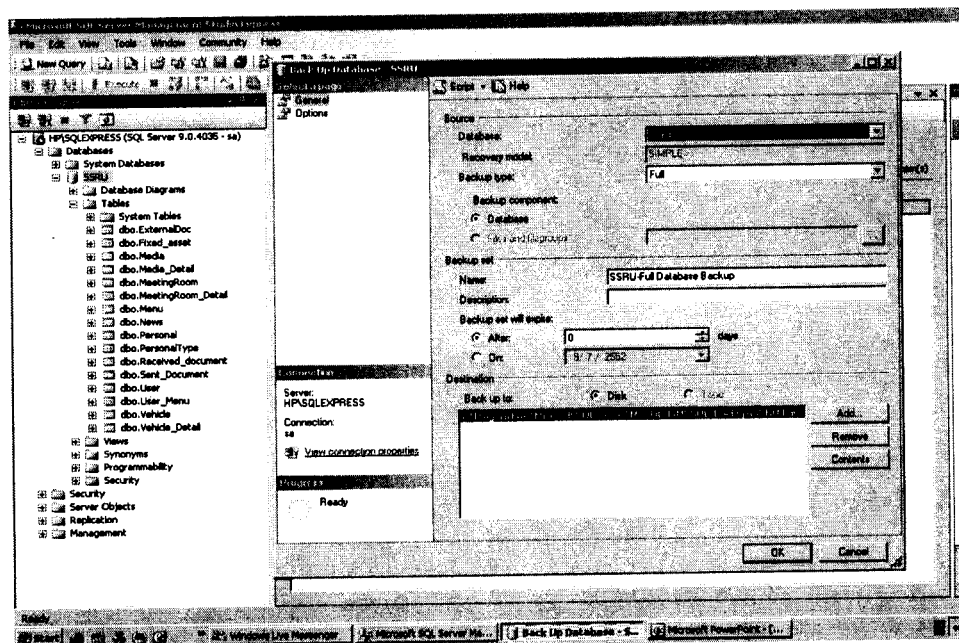 Microsoft SQL Server Management Studio Express
File Edit View Tools Window Community Help
New Query
Execute
HP\SQLEXPRESS (SQL Server 9.0.4035 - sa)
Databases
System Databases
SSRU
Database Diagrams
Tables
System Tables
dbo.ExternalDoc
dbo.Fixed_asset
dbo.Media
dbo.Media_Detail
dbo.MeetingRoom
dbo.MeetingRoom_Detail
dbo.Menu
dbo.News
dbo.Personal
dbo.PersonalType
dbo.Received_document
dbo.Sent_Document
dbo.User
dbo.User_Menu
dbo.Vehicle
dbo.Vehicle_Detail
Views
Synonyms
Programmability
Security
Security
Server Objects
Replication
Management
Back Up Database - SSRU
Select a page
General
Options
Connection
Server:
HP\SQLEXPRESS
Connection:
sa
View connection properties
Progress
Ready
Script Help
Source
Database:
Recovery model: SIMPLE
Backup type: Full
Backup component:
Database
Files and filegroups:
Backup set
Name: SSRU-Full Database Backup
Description:
Backup set will expire:
After: 0 days
On: 9/ 7 / 2552
Destination
Back up to: Disk Tape
Add...
Remove
Contents
OK Cancel
Ready
Start Windows Live Messenger Microsoft SQL Server Ma... Back Up Database - S... Microsoft PowerPoint - [...